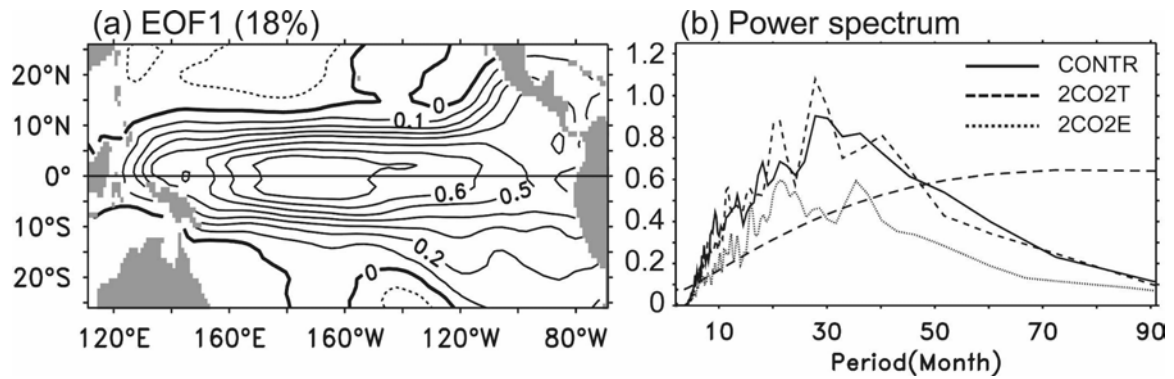 (a) EOF1 (18%)
20°N
10°N
0°
10°S
20°S
120°E
160°E
160°W
120°W
80°W
0
0.1
0.6
0.5
0.2
0
0
(b) Power spectrum
1.2
1.0
0.8
0.6
0.4
0.2
0
10
30
50
70
90
Period(Month)
CONTR
2CO2T
2CO2E